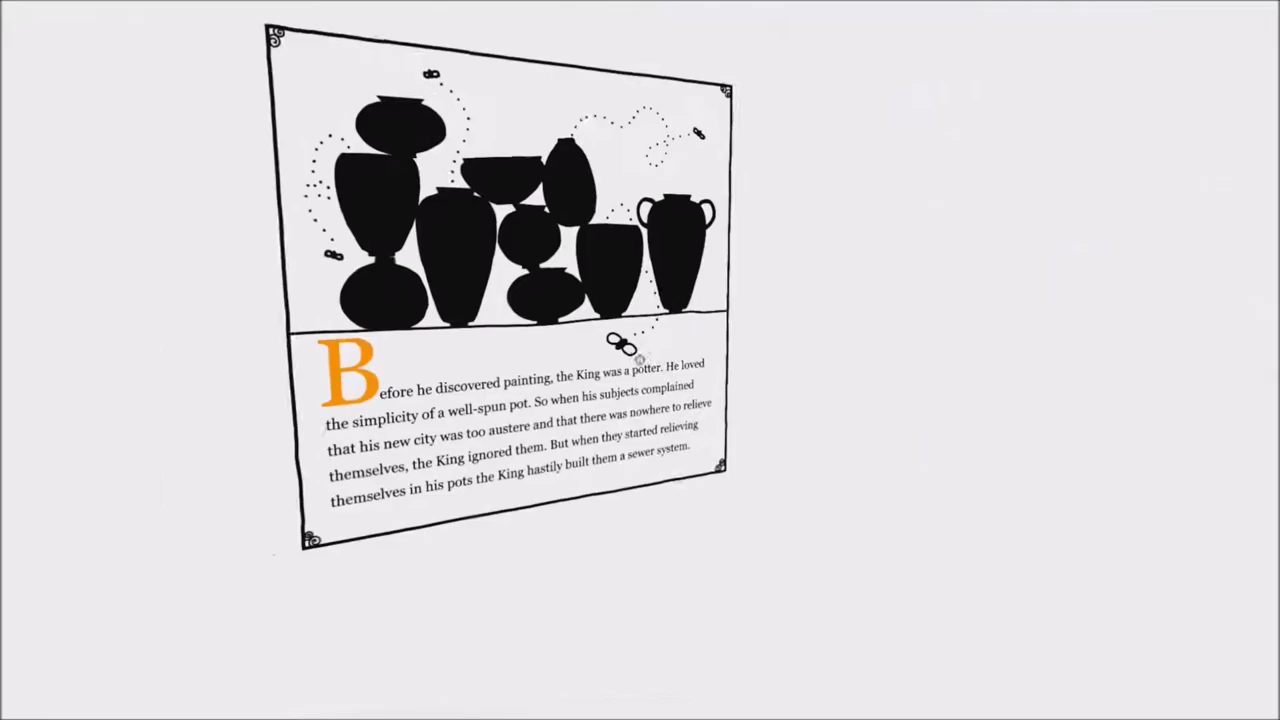 Before he discovered painting, the King was a potter. He loved
the simplicity of a well-spun pot. So when his subjects complained
that his new city was too austere and that there was nowhere to relieve
themselves, the King ignored them. But when they started relieving
themselves in his pots the King hastily built them a sewer system.